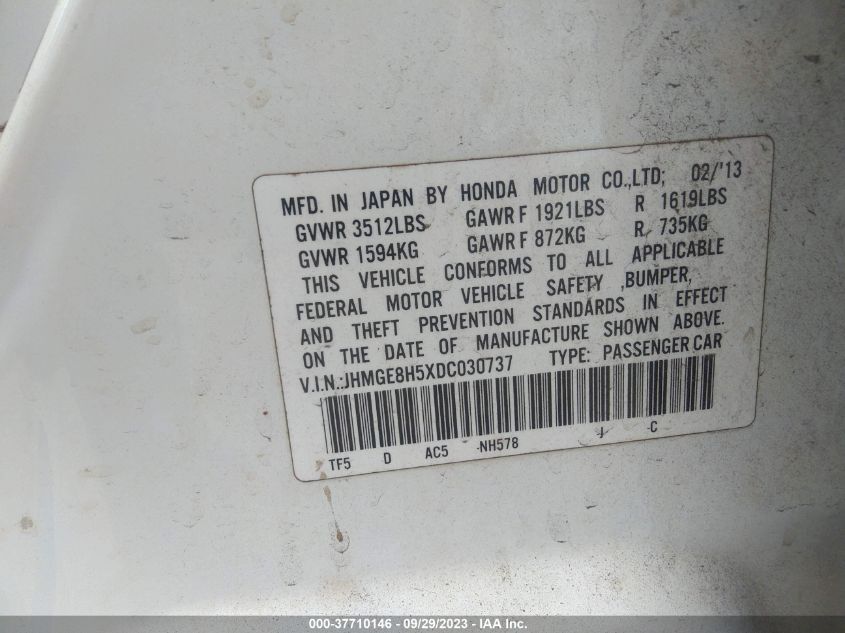 MFD. IN JAPAN BY HONDA MOTOR CO.,LTD; 02/'13
GVWR 3512LBS GAWR F 1921LBS R 1619LBS
GVWR 1594KG GAWR F 872KG R 735KG
THIS VEHICLE CONFORMS TO ALL APPLICABLE
FEDERAL MOTOR VEHICLE SAFETY ,BUMPER,
AND THEFT PREVENTION STANDARDS IN EFFECT
ON THE DATE OF MANUFACTURE SHOWN ABOVE.
V.I.N.:JHMGE8H5XDC030737 TYPE: PASSENGER CAR
TF5 D AC5 -NH578 -J -C
000-37710146 - 09/29/2023 - IAA Inc.